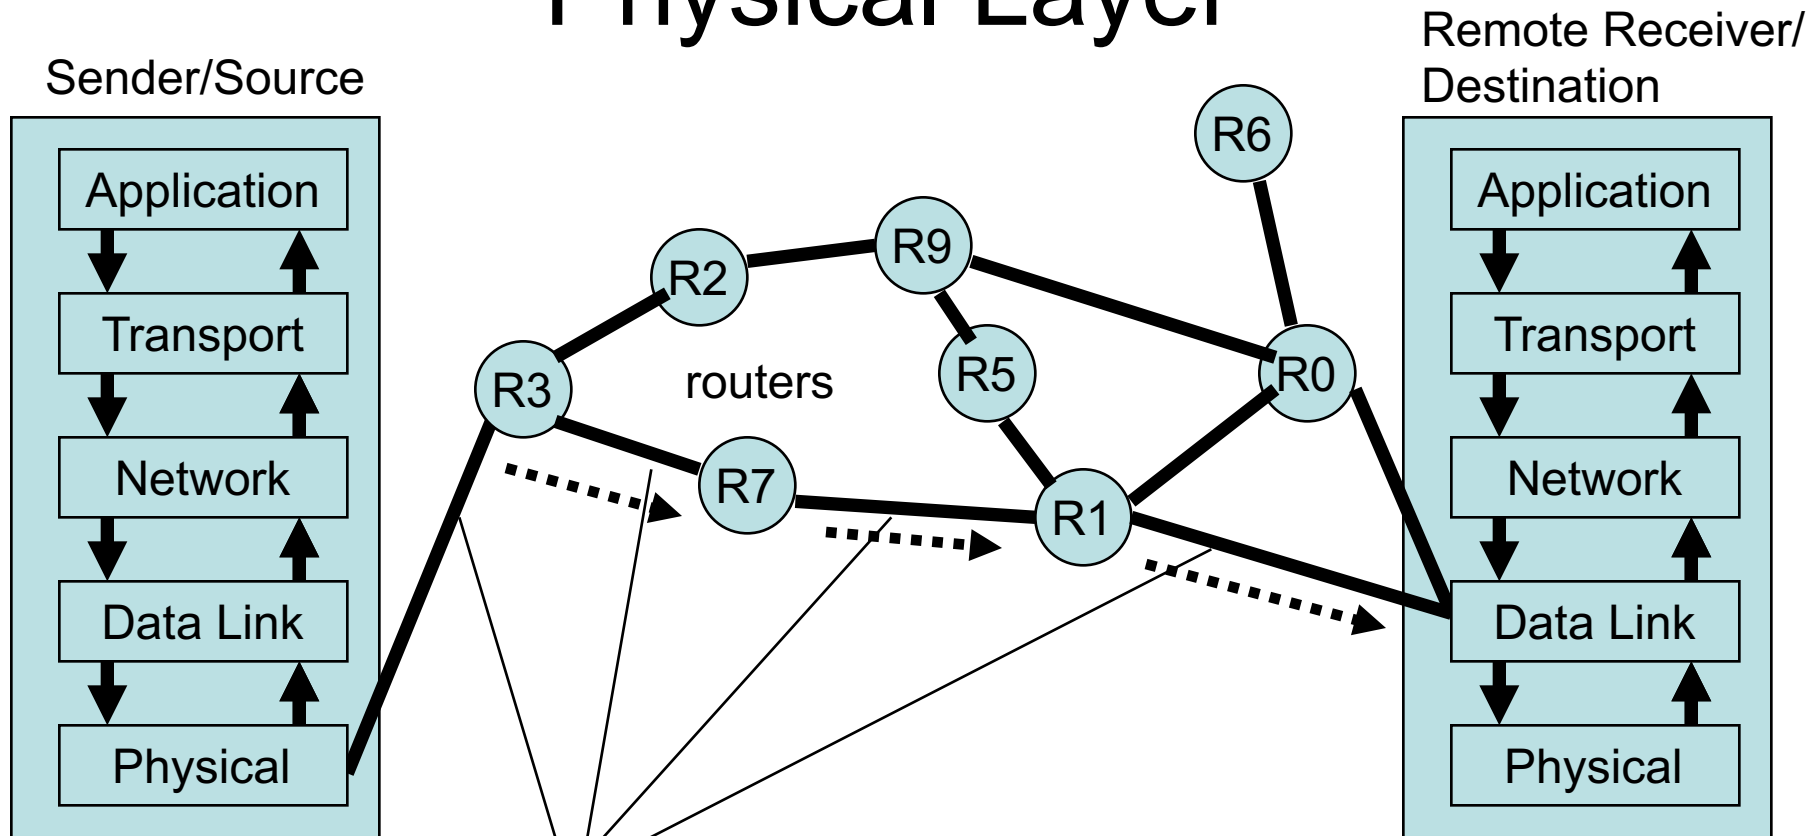 Physical Layer
Sender/Source
Remote Receiver/
Destination
Application
Transport
Network
Data Link
Physical
R6
R9
R2
R5
R0
R3
routers
R7
R1
Application
Transport
Network
Data Link
Physical